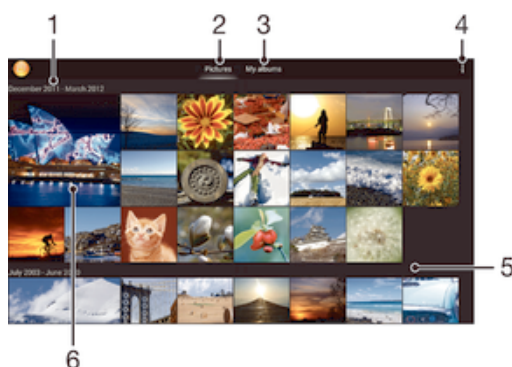 1 2 3 4
Pictures My albums
December 2011 - March 2012
5
July 2003 - June 2010
6